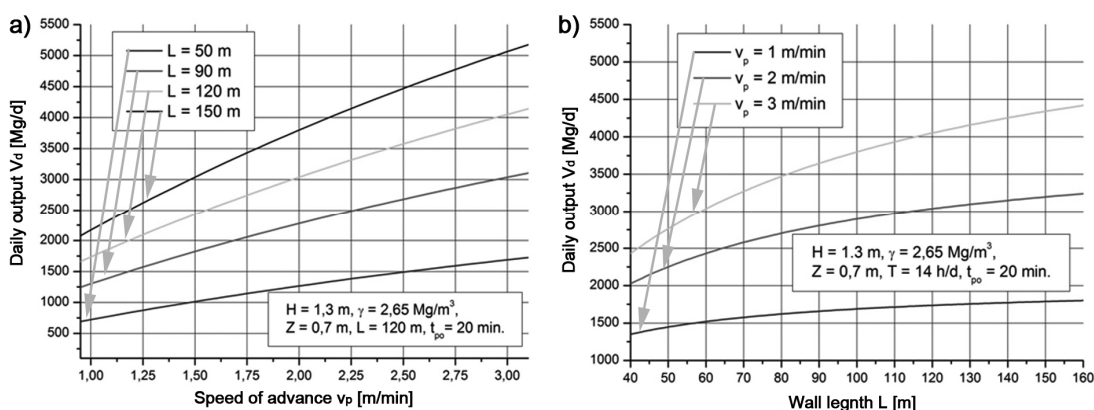 a)
Daily output Vd [Mg/d]
5500
5000
4500
4000
3500
3000
2500
2000
1500
1000
500
L = 50 m
L = 90 m
L = 120 m
L = 150 m
H = 1,3 m, γ = 2,65 Mg/m³,
Z = 0,7 m, L = 120 m, tpo = 20 min.
1,00 1,25 1,50 1,75 2,00 2,25 2,50 2,75 3,00
Speed of advance vp [m/min]
b)
Daily output Vd [Mg/d]
5500
5000
4500
4000
3500
3000
2500
2000
1500
1000
vp = 1 m/min
vp = 2 m/min
vp = 3 m/min
H = 1.3 m, γ = 2,65 Mg/m³,
Z = 0,7 m, T = 14 h/d, tpo = 20 min.
40 50 60 70 80 90 100 110 120 130 140 150 160
Wall legnth L [m]